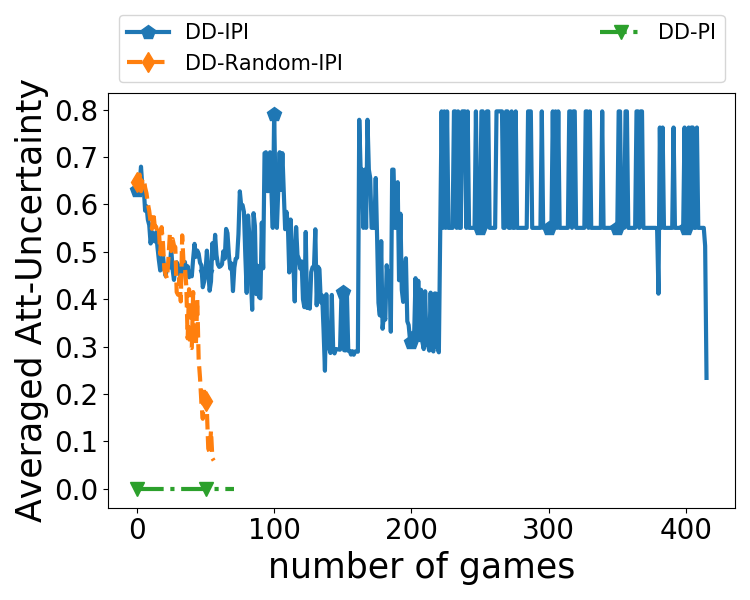 DD-IPI
DD-Random-IPI
DD-PI
Averaged Att-Uncertainty
0.8
0.7
0.6
0.5
0.4
0.3
0.2
0.1
0.0
0 100 200 300 400
number of games